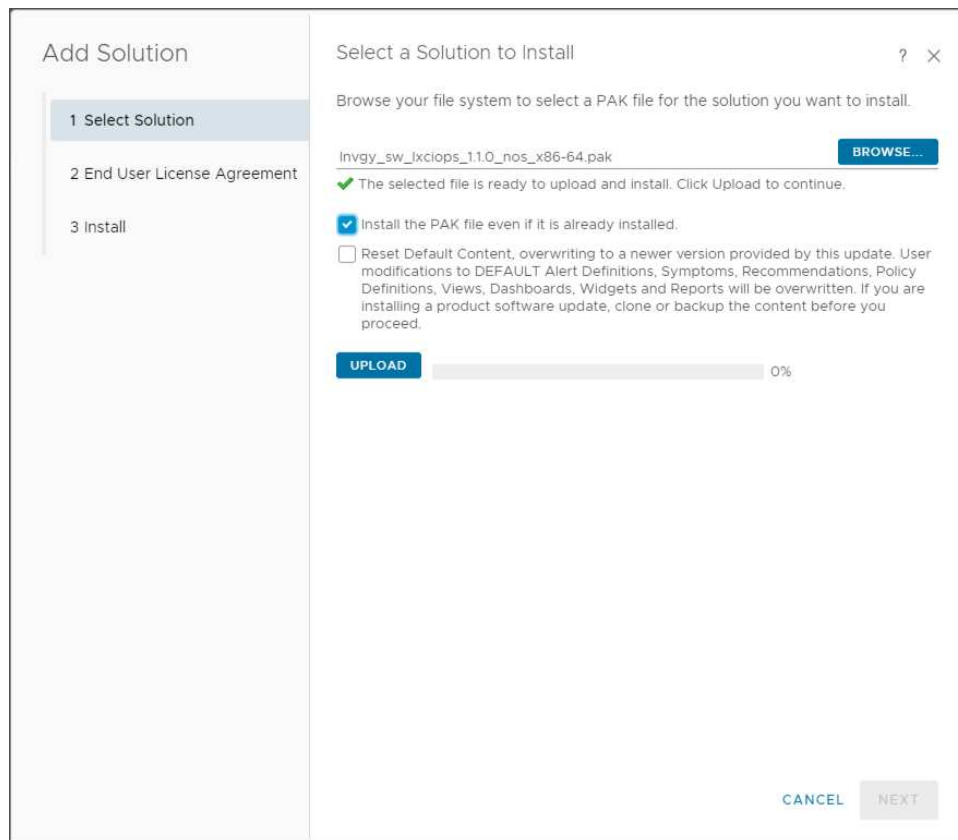 Add Solution
1 Select Solution
2 End User License Agreement
3 Install
Select a Solution to Install
?
Browse your file system to select a PAK file for the solution you want to install.
lnvgy_sw_lxciops_1.1.0_nos_x86-64.pak
BROWSE...
The selected file is ready to upload and install. Click Upload to continue.
Install the PAK file even if it is already installed.
Reset Default Content, overwriting to a newer version provided by this update. User
modifications to DEFAULT Alert Definitions, Symptoms, Recommendations, Policy
Definitions, Views, Dashboards, Widgets and Reports will be overwritten. If you are
installing a product software update, clone or backup the content before you
proceed.
UPLOAD
0%
CANCEL
NEXT